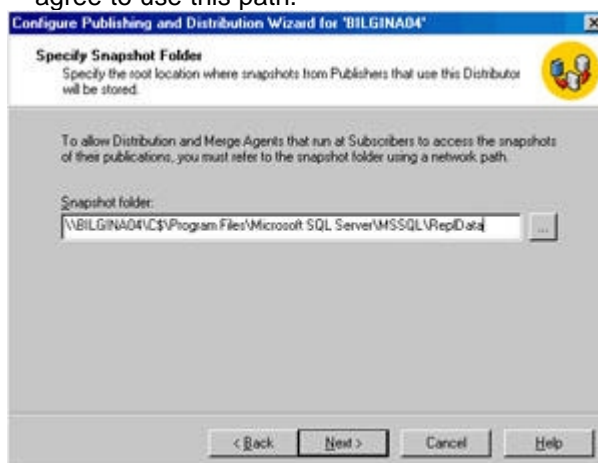 agree to use this path.
Configure Publishing and Distribution Wizard for 'BILGINA04'
Specify Snapshot Folder
Specify the root location where snapshots from Publishers that use this Distributor
will be stored.
To allow Distribution and Merge Agents that run at Subscribers to access the snapshots
of their publications, you must refer to the snapshot folder using a network path.
Snapshot folder:
\\BILGINA04\C$\Program Files\Microsoft SQL Server\MSSQL\ReplData
...
< Back Next > Cancel Help